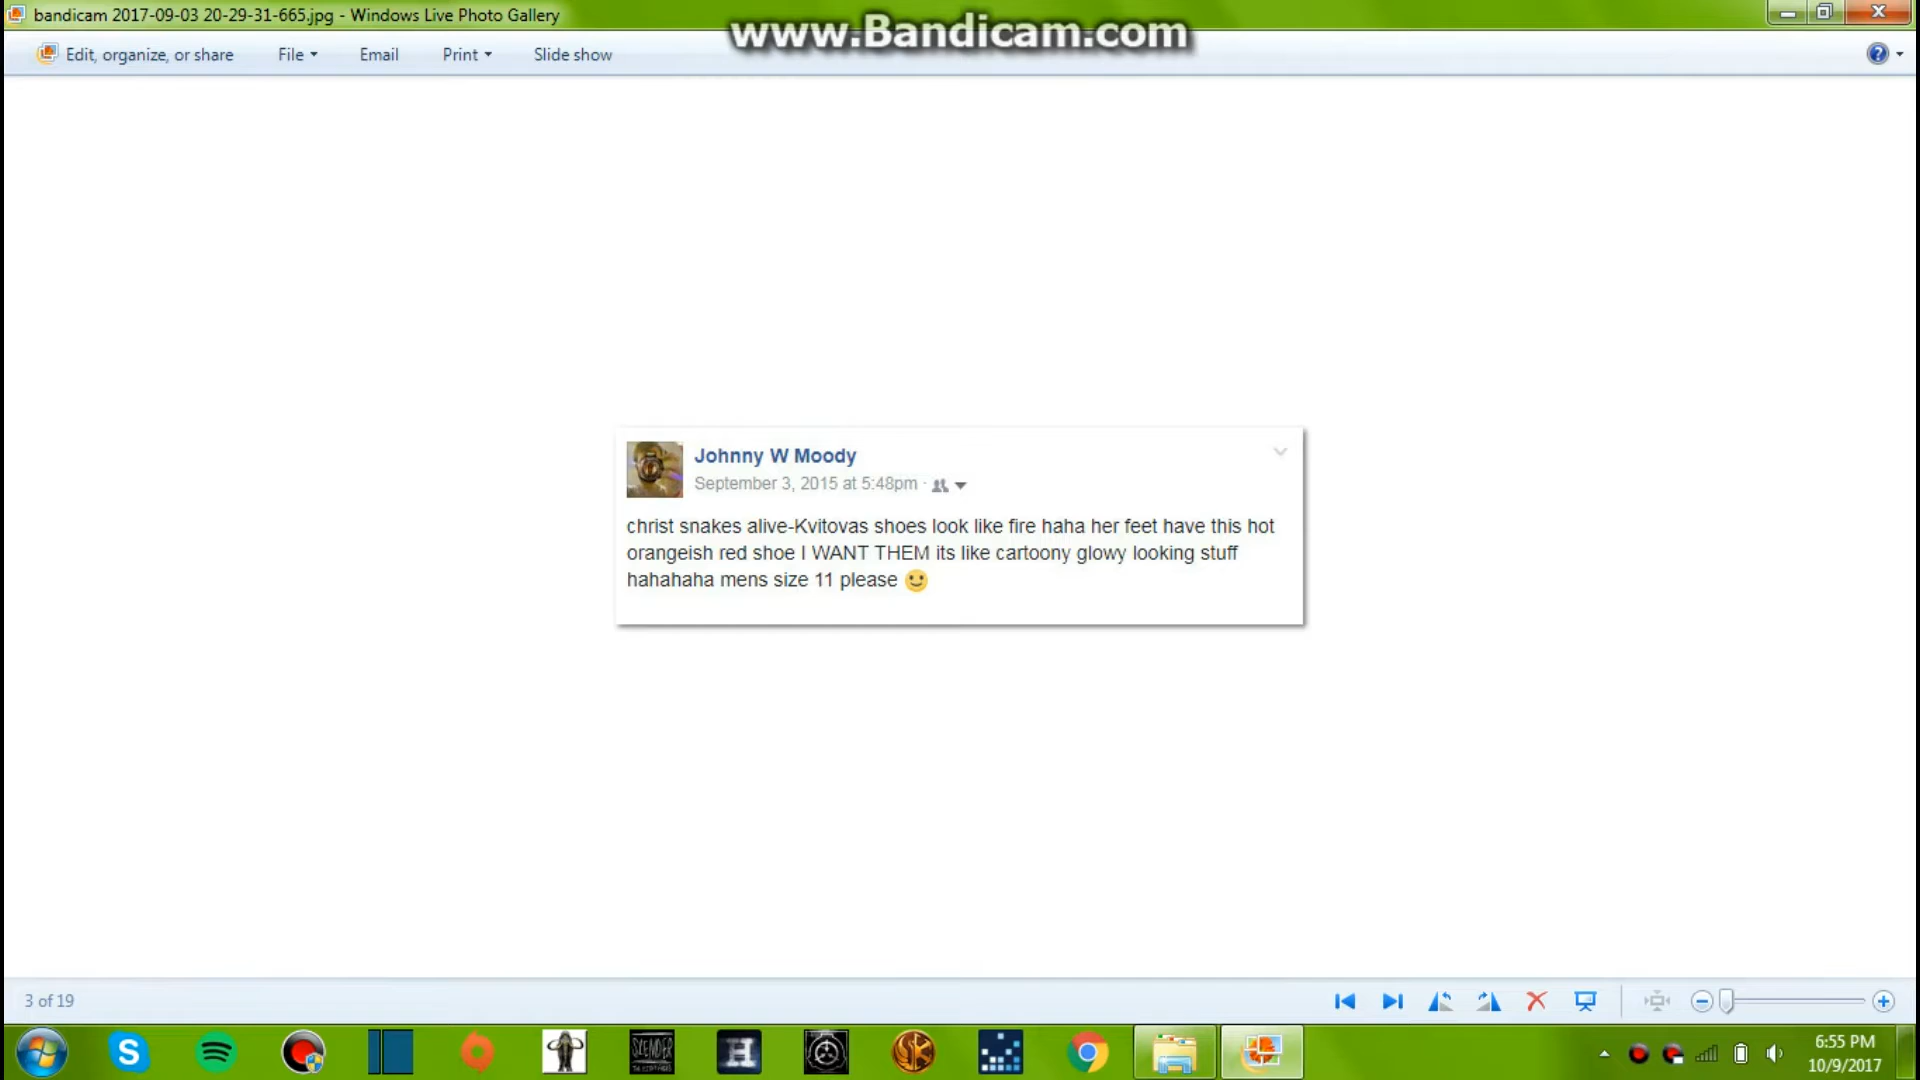 bandicam 2017-09-03 20-29-31-665.jpg - Windows Live Photo Gallery
www.Bandicam.com
Edit, organize, or share File Email Print Slide show
Johnny W Moody
September 3, 2015 at 5:48pm ·
christ snakes alive-Kvitovas shoes look like fire haha her feet have this hot
orangeish red shoe I WANT THEM its like cartoony glowy looking stuff
hahahaha mens size 11 please
3 of 19
SLENDER
H
6:55 PM
10/9/2017